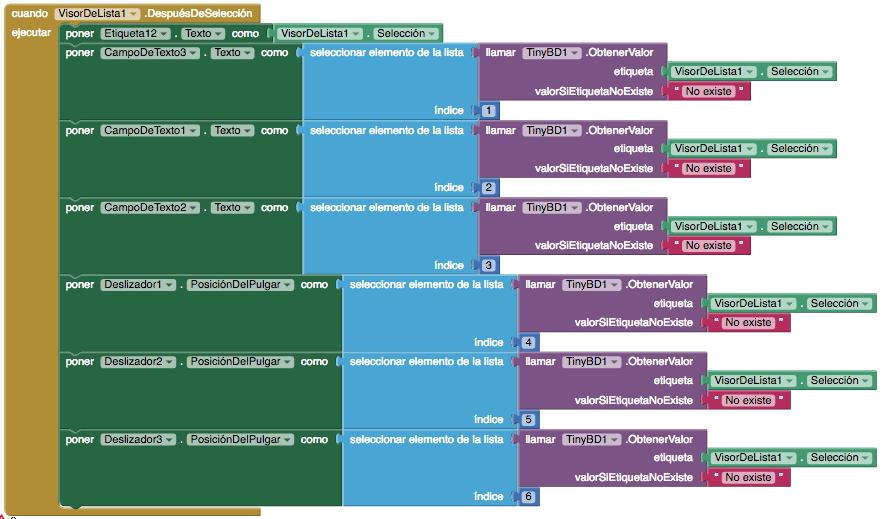 cuando VisorDeLista1 .DespuésDeSelección
ejecutar poner Etiqueta12 . Texto como VisorDeLista1 . Selección
poner CampoDeTexto3 . Texto como seleccionar elemento de la lista llamar TinyBD1 .ObtenerValor
etiqueta VisorDeLista1 . Selección
valorSiEtiquetaNoExiste " No existe "
índice 1
poner CampoDeTexto1 . Texto como seleccionar elemento de la lista llamar TinyBD1 .ObtenerValor
etiqueta VisorDeLista1 . Selección
valorSiEtiquetaNoExiste " No existe "
índice 2
poner CampoDeTexto2 . Texto como seleccionar elemento de la lista llamar TinyBD1 .ObtenerValor
etiqueta VisorDeLista1 . Selección
valorSiEtiquetaNoExiste " No existe "
índice 3
poner Deslizador1 . PosiciónDelPulgar como seleccionar elemento de la lista llamar TinyBD1 .ObtenerValor
etiqueta VisorDeLista1 . Selección
valorSiEtiquetaNoExiste " No existe "
índice 4
poner Deslizador2 . PosiciónDelPulgar como seleccionar elemento de la lista llamar TinyBD1 .ObtenerValor
etiqueta VisorDeLista1 . Selección
valorSiEtiquetaNoExiste " No existe "
índice 5
poner Deslizador3 . PosiciónDelPulgar como seleccionar elemento de la lista llamar TinyBD1 .ObtenerValor
etiqueta VisorDeLista1 . Selección
valorSiEtiquetaNoExiste " No existe "
índice 6